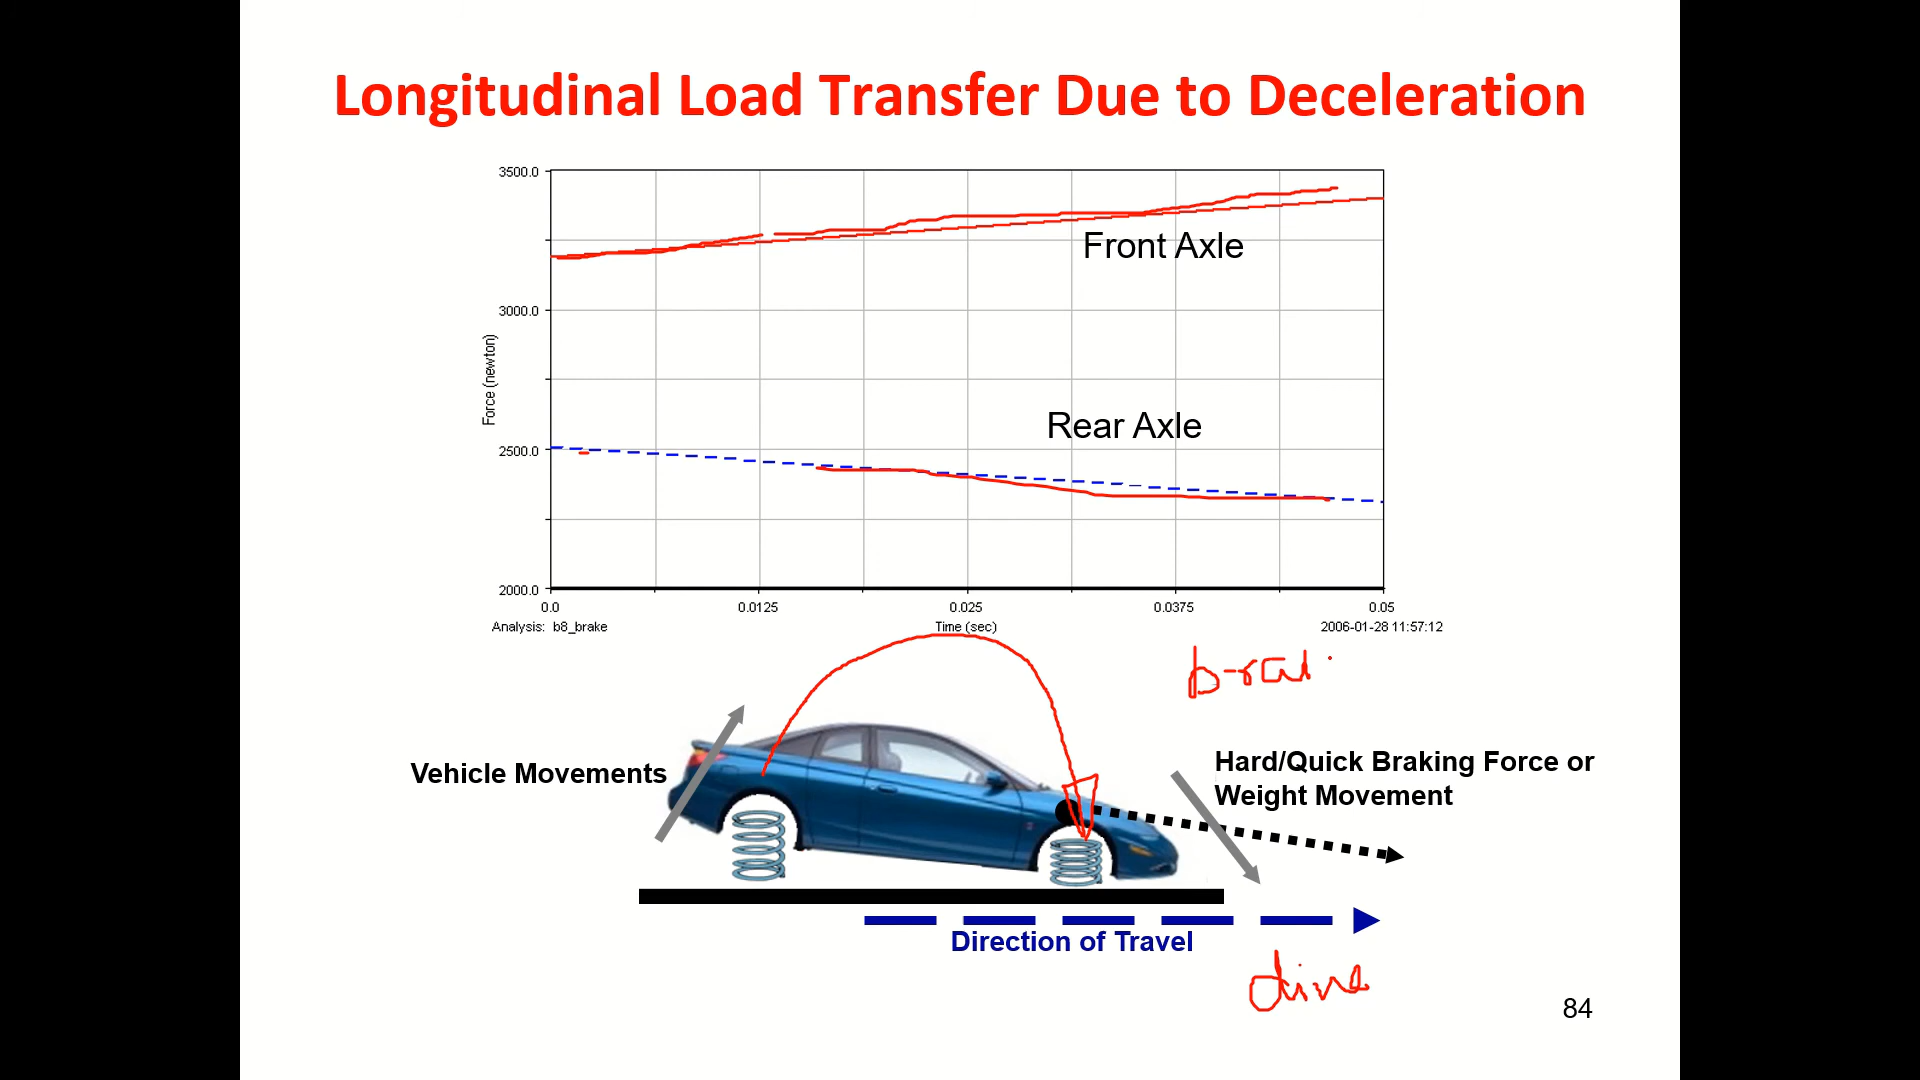 Longitudinal Load Transfer Due to Deceleration
3500.0
3000.0
2500.0
2000.0
Force (newton)
Front Axle
Rear Axle
0.0 0.0125 0.025 0.0375 0.05
Analysis: b8_brake Time (sec) 2006-01-28 11:57:12
Vehicle Movements
Hard/Quick Braking Force or
Weight Movement
Direction of Travel
84